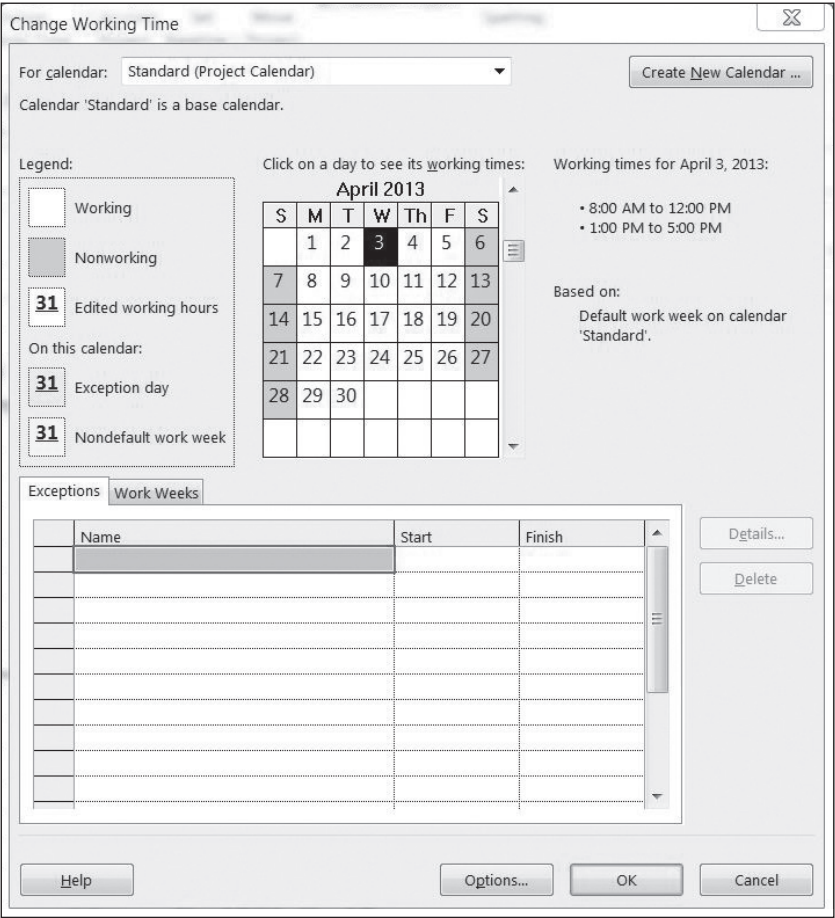 Change Working Time
For calendar: Standard (Project Calendar)
Create New Calendar ...
Calendar 'Standard' is a base calendar.
Legend:
Working
Nonworking
31 Edited working hours
On this calendar:
31 Exception day
31 Nondefault work week
Click on a day to see its working times:
April 2013
S M T W Th F S
1 2 3 4 5 6
7 8 9 10 11 12 13
14 15 16 17 18 19 20
21 22 23 24 25 26 27
28 29 30
Working times for April 3, 2013:
• 8:00 AM to 12:00 PM
• 1:00 PM to 5:00 PM
Based on:
Default work week on calendar
'Standard'.
Exceptions Work Weeks
Name Start Finish
Details...
Delete
Help
Options...
OK
Cancel